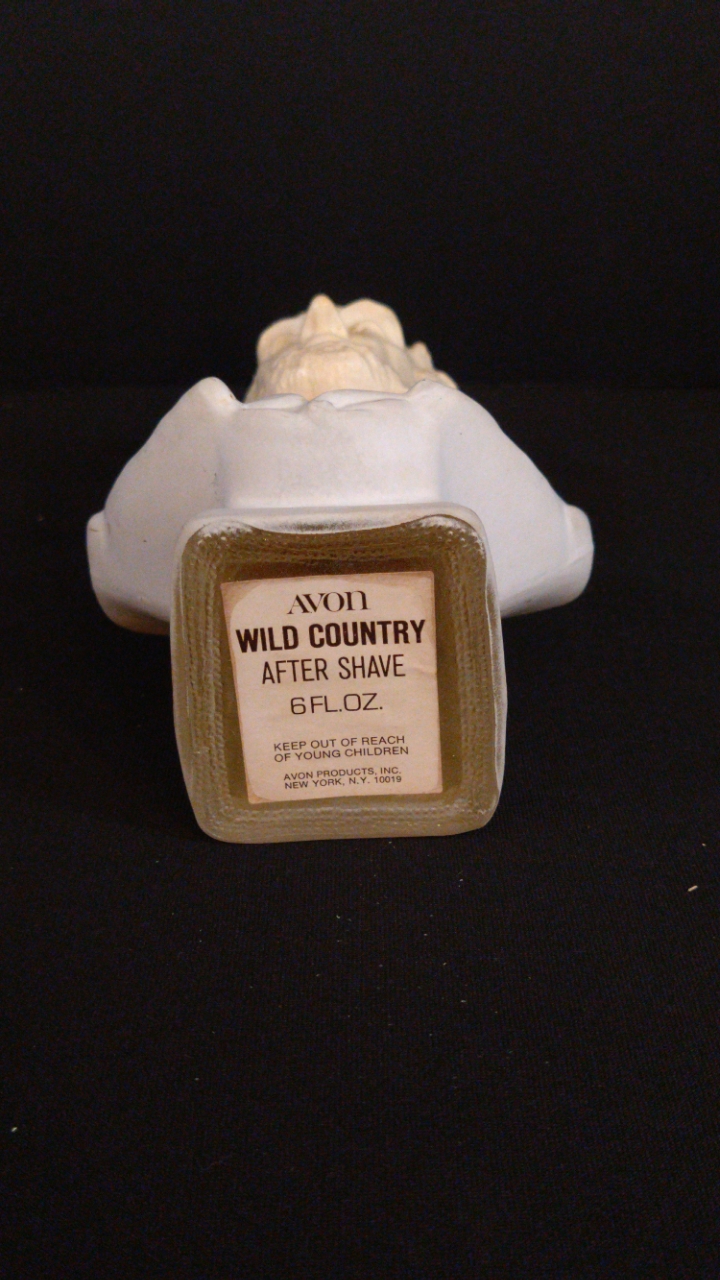 AVON
WILD COUNTRY
AFTER SHAVE
6 FL.OZ.
KEEP OUT OF REACH
OF YOUNG CHILDREN
AVON PRODUCTS, INC.
NEW YORK, N.Y. 10019